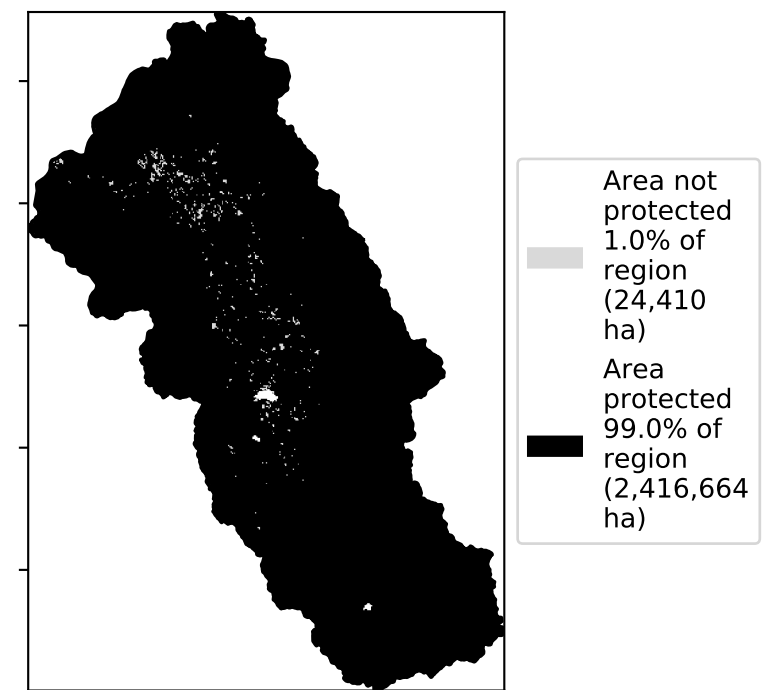 Area not
protected
1.0% of
region
(24,410
ha)
Area
protected
99.0% of
region
(2,416,664
ha)